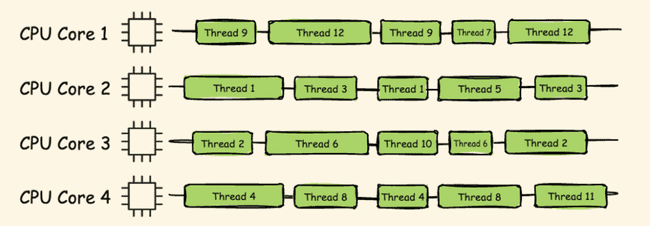 CPU Core 1 Thread 9 Thread 12 Thread 9 Thread 7 Thread 12
CPU Core 2 Thread 1 Thread 3 Thread 1 Thread 5 Thread 3
CPU Core 3 Thread 2 Thread 6 Thread 10 Thread 6 Thread 2
CPU Core 4 Thread 4 Thread 8 Thread 4 Thread 8 Thread 11